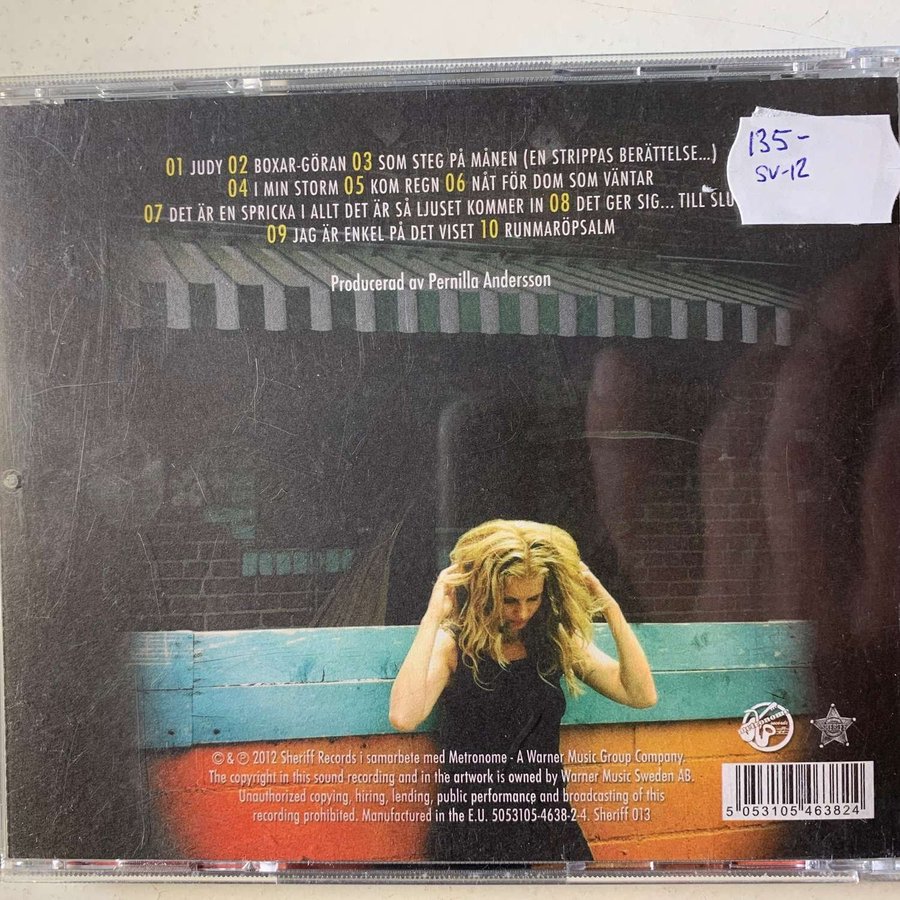 01 JUDY 02 BOXAR-GÖRAN 03 SOM STEG PÅ MÅNEN (EN STRIPPAS BERÄTTELSE...)
04 I MIN STORM 05 KOM REGN 06 NÅT FÖR DOM SOM VÄNTAR
07 DET ÄR EN SPRICKA I ALLT DET ÄR SÅ LJUSET KOMMER IN 08 DET GER SIG... TILL
09 JAG ÄR ENKEL PÅ DET VISET 10 RUNMARÖPSALM
135-
SV-12
Producerad av Pernilla Andersson
© & ℗ 2012 Sheriff Records i samarbete med Metronome - A Warner Music Group Company.
The copyright in this sound recording and in the artwork is owned by Warner Music Sweden AB.
Unauthorized copying, hiring, lending, public performance and broadcasting of this
recording prohibited. Manufactured in the E.U. 5053105-4638-2-4. Sheriff 013
5 053105 463824